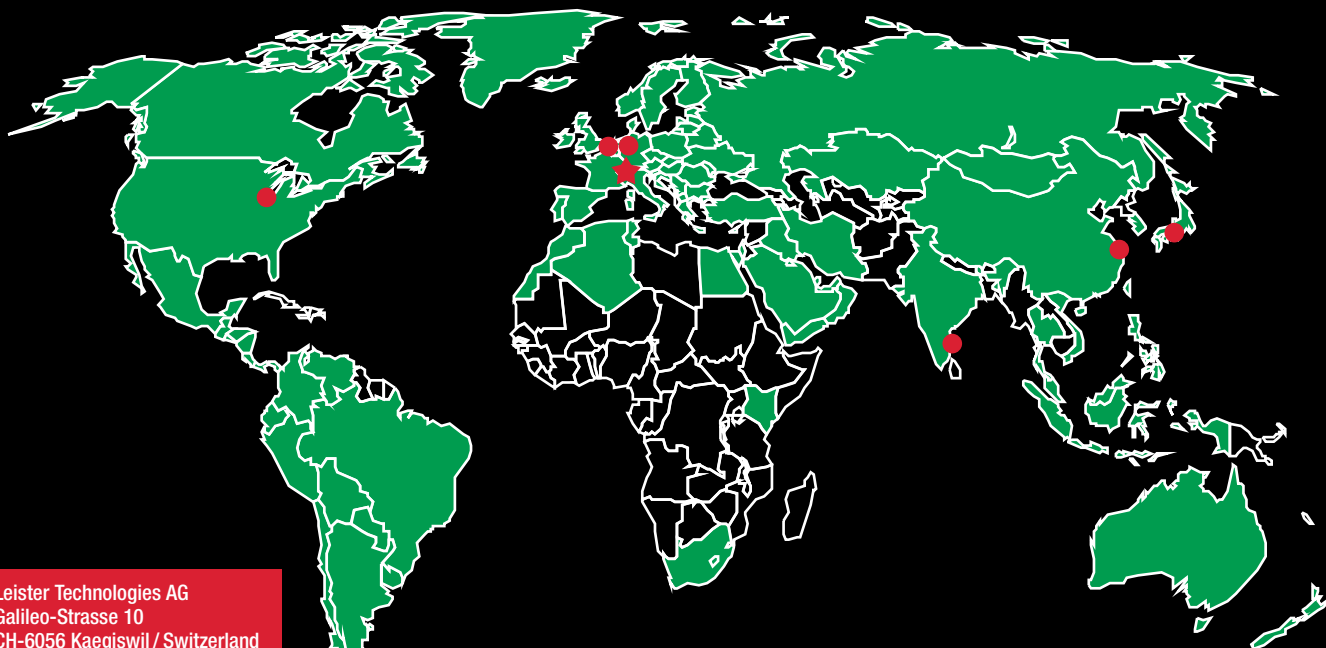 Leister Technologies AG
Galileo-Strasse 10
CH-6056 Kaegiswil / Switzerland